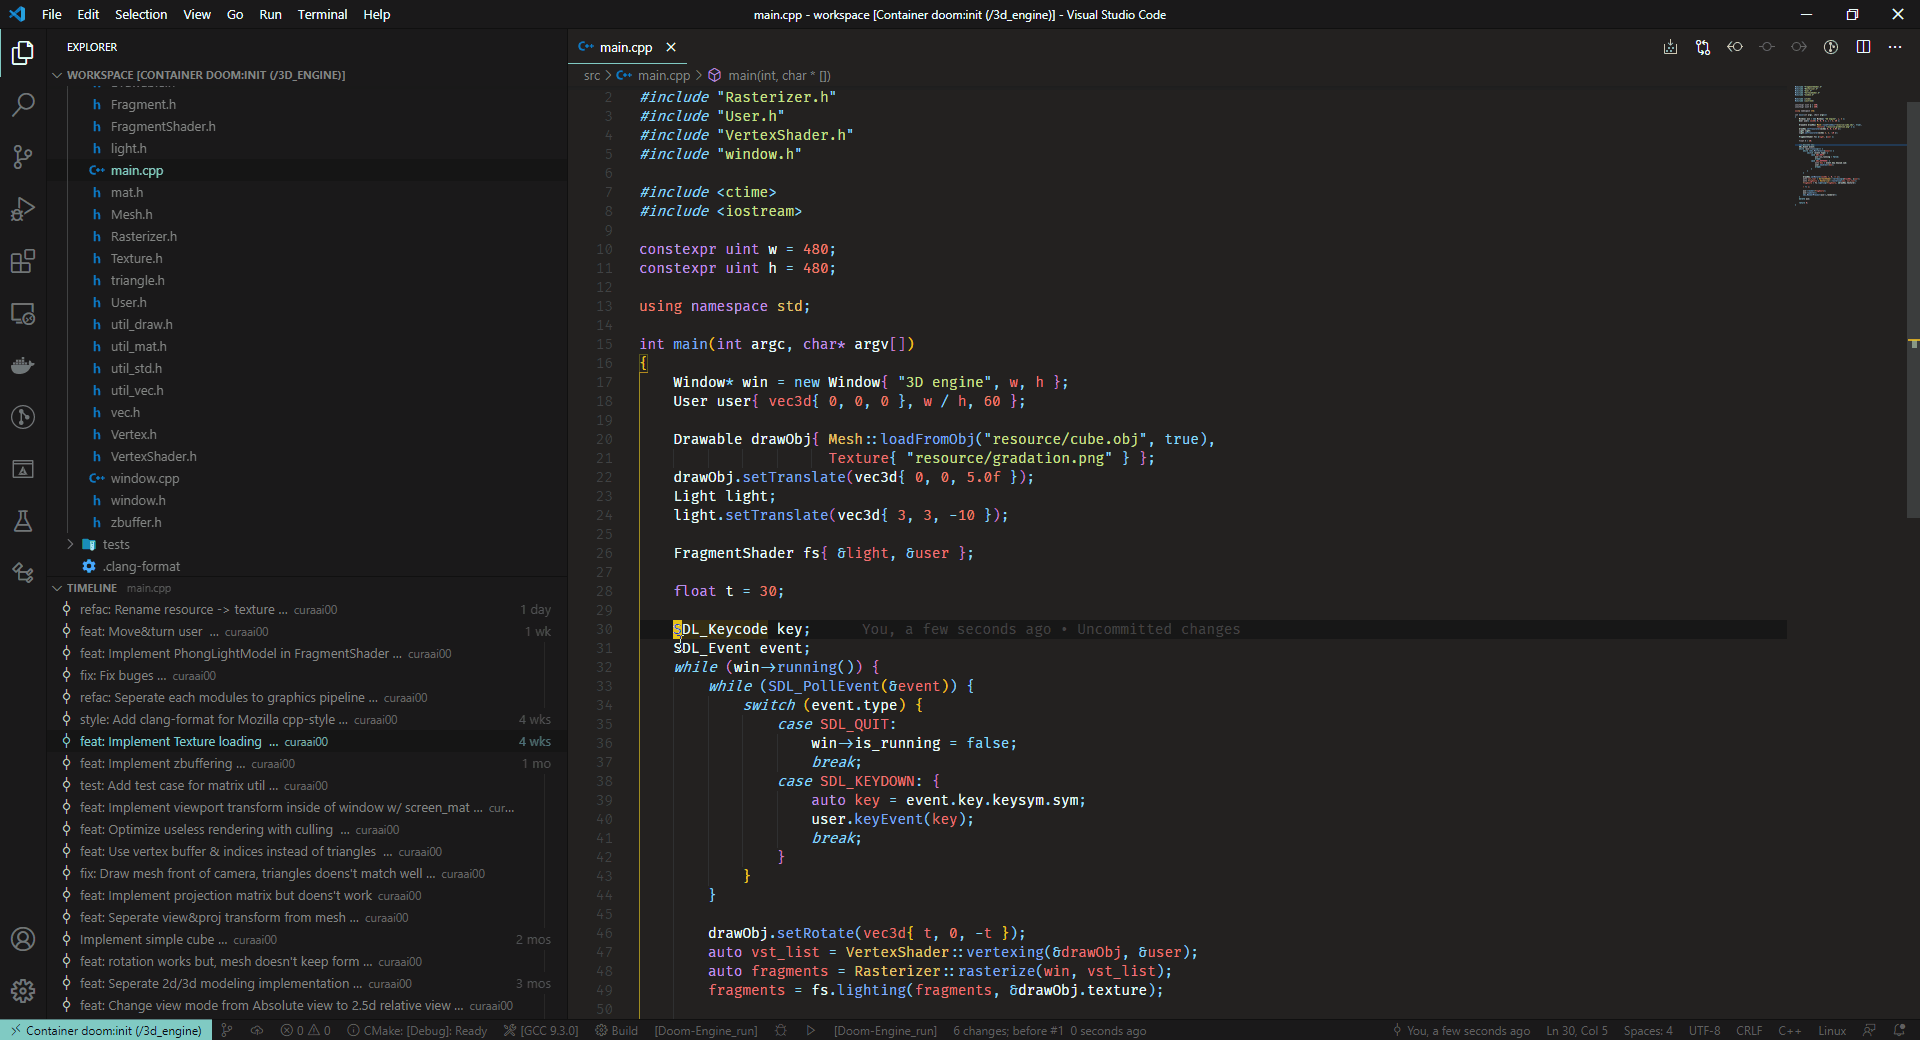 File Edit Selection View Go Run Terminal Help
main.cpp - workspace [Container doom:init (/3d_engine)] - Visual Studio Code
EXPLORER
WORKSPACE [CONTAINER DOOM:INIT (/3D_ENGINE)]
h Fragment.h
h FragmentShader.h
h light.h
C++ main.cpp
h mat.h
h Mesh.h
h Rasterizer.h
h Texture.h
h triangle.h
h User.h
h util_draw.h
h util_mat.h
h util_std.h
h util_vec.h
h vec.h
h Vertex.h
h VertexShader.h
C++ window.cpp
h window.h
h zbuffer.h
tests
.clang-format
TIMELINE main.cpp
refac: Rename resource -> texture ... curaai00 1 day
feat: Move&turn user ... curaai00 1 wk
feat: Implement PhongLightModel in FragmentShader ... curaai00
fix: Fix buges ... curaai00
refac: Seperate each modules to graphics pipeline ... curaai00
style: Add clang-format for Mozilla cpp-style ... curaai00 4 wks
feat: Implement Texture loading ... curaai00 4 wks
feat: Implement zbuffering ... curaai00 1 mo
test: Add test case for matrix util ... curaai00
feat: Implement viewport transform inside of window w/ screen_mat ... cur...
feat: Optimize useless rendering with culling ... curaai00
feat: Use vertex buffer & indices instead of triangles ... curaai00
fix: Draw mesh front of camera, triangles doens't match well ... curaai00
feat: Implement projection matrix but doens't work curaai00
feat: Seperate view&proj transform from mesh ... curaai00
Implement simple cube ... curaai00 2 mos
feat: rotation works but, mesh doesn't keep form ... curaai00
feat: Seperate 2d/3d modeling implementation ... curaai00 3 mos
feat: Change view mode from Absolute view to 2.5d relative view ... curaai00
C++ main.cpp
src > C++ main.cpp > main(int, char * [])
2 #include "Rasterizer.h"
3 #include "User.h"
4 #include "VertexShader.h"
5 #include "window.h"
6
7 #include <ctime>
8 #include <iostream>
9
10 constexpr uint w = 480;
11 constexpr uint h = 480;
12
13 using namespace std;
14
15 int main(int argc, char* argv[])
16 {
17 Window* win = new Window{ "3D engine", w, h };
18 User user{ vec3d{ 0, 0, 0 }, w / h, 60 };
19
20 Drawable drawObj{ Mesh::loadFromObj("resource/cube.obj", true),
21 Texture{ "resource/gradation.png" } };
22 drawObj.setTranslate(vec3d{ 0, 0, 5.0f });
23 Light light;
24 light.setTranslate(vec3d{ 3, 3, -10 });
25
26 FragmentShader fs{ &light, &user };
27
28 float t = 30;
29
30 SDL_Keycode key; You, a few seconds ago • Uncommitted changes
31 SDL_Event event;
32 while (win->running()) {
33 while (SDL_PollEvent(&event)) {
34 switch (event.type) {
35 case SDL_QUIT:
36 win->is_running = false;
37 break;
38 case SDL_KEYDOWN: {
39 auto key = event.key.keysym.sym;
40 user.keyEvent(key);
41 break;
42 }
43 }
44 }
45
46 drawObj.setRotate(vec3d{ t, 0, -t });
47 auto vst_list = VertexShader::vertexing(&drawObj, &user);
48 auto fragments = Rasterizer::rasterize(win, vst_list);
49 fragments = fs.lighting(fragments, &drawObj.texture);
50
Container doom:init (/3d_engine) 0 0 CMake: [Debug]: Ready [GCC 9.3.0] Build [Doom-Engine_run] [Doom-Engine_run] 6 changes; before #1 0 seconds ago You, a few seconds ago Ln 30, Col 5 Spaces: 4 UTF-8 CRLF C++ Linux